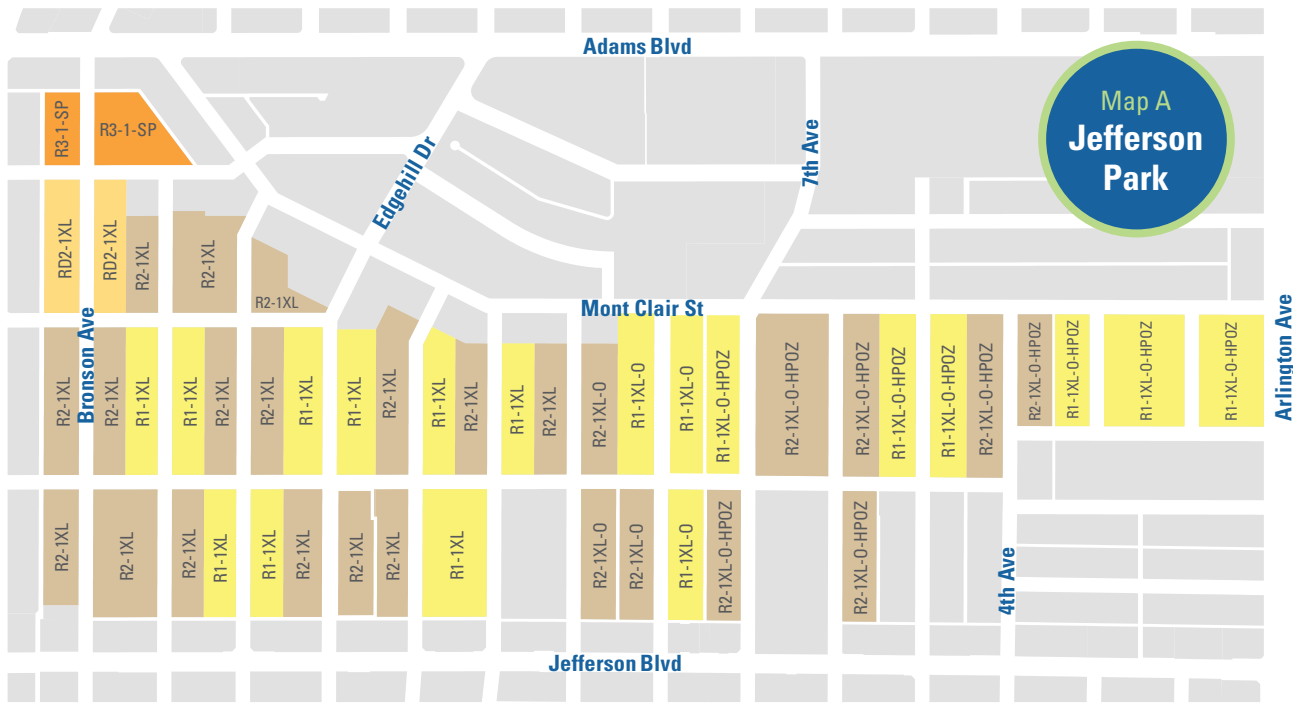 Adams Blvd
Map A
Jefferson
Park
R3-1-SP
R3-1-SP
7th Ave
Edgehill Dr
RD2-1XL
RD2-1XL
R2-1XL
R2-1XL
R2-1XL
Mont Clair St
Bronson Ave
Arlington Ave
R2-1XL
R2-1XL
R1-1XL
R1-1XL
R2-1XL
R2-1XL
R1-1XL
R1-1XL
R2-1XL
R1-1XL
R2-1XL
R1-1XL
R2-1XL
R2-1XL-O
R1-1XL-O
R1-1XL-O
R1-1XL-O-HPOZ
R2-1XL-O-HPOZ
R2-1XL-O-HPOZ
R1-1XL-O-HPOZ
R1-1XL-O-HPOZ
R2-1XL-O-HPOZ
R2-1XL-O-HPOZ
R1-1XL-O-HPOZ
R1-1XL-O-HPOZ
R1-1XL-O-HPOZ
R2-1XL
R2-1XL
R2-1XL
R1-1XL
R1-1XL
R2-1XL
R2-1XL
R2-1XL
R1-1XL
R2-1XL-O
R2-1XL-O
R1-1XL-O
R2-1XL-O-HPOZ
R2-1XL-O-HPOZ
4th Ave
Jefferson Blvd